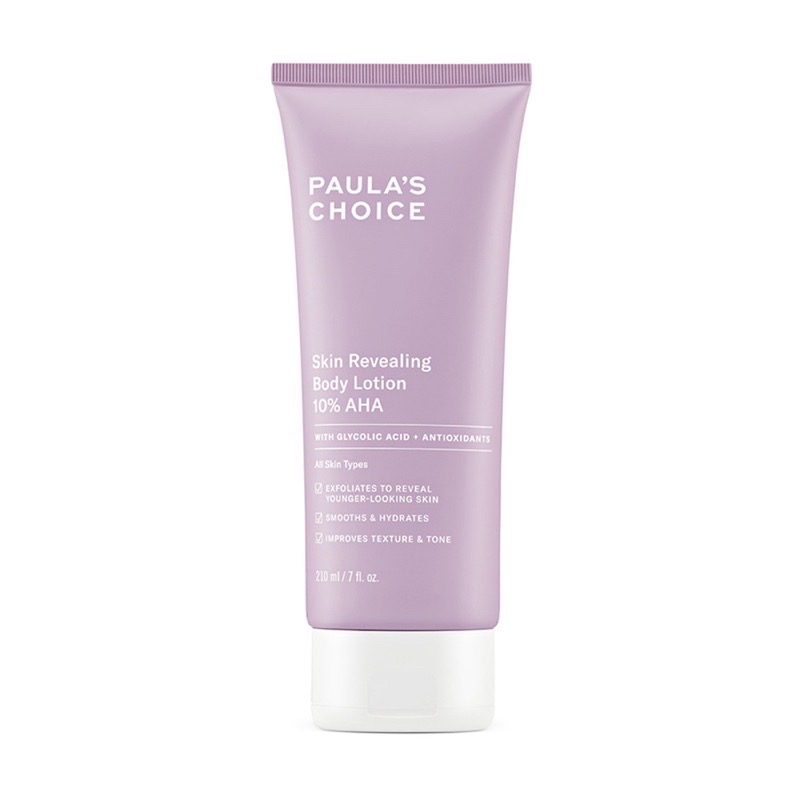 PAULA'S
CHOICE
Skin Revealing
Body Lotion
10% AHA
WITH GLYCOLIC ACID + ANTIOXIDANTS
All Skin Types
☑ EXFOLIATES TO REVEAL
YOUNGER-LOOKING SKIN
☑ SMOOTHS & HYDRATES
☑ IMPROVES TEXTURE & TONE
210 ml / 7 fl. oz.